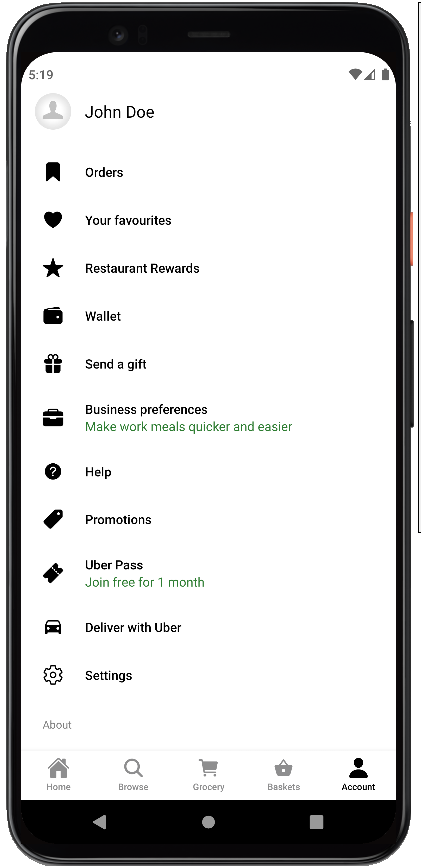 5:19
John Doe
Orders
Your favourites
Restaurant Rewards
Wallet
Send a gift
Business preferences
Make work meals quicker and easier
Help
Promotions
Uber Pass
Join free for 1 month
Deliver with Uber
Settings
About
Home
Browse
Grocery
Baskets
Account